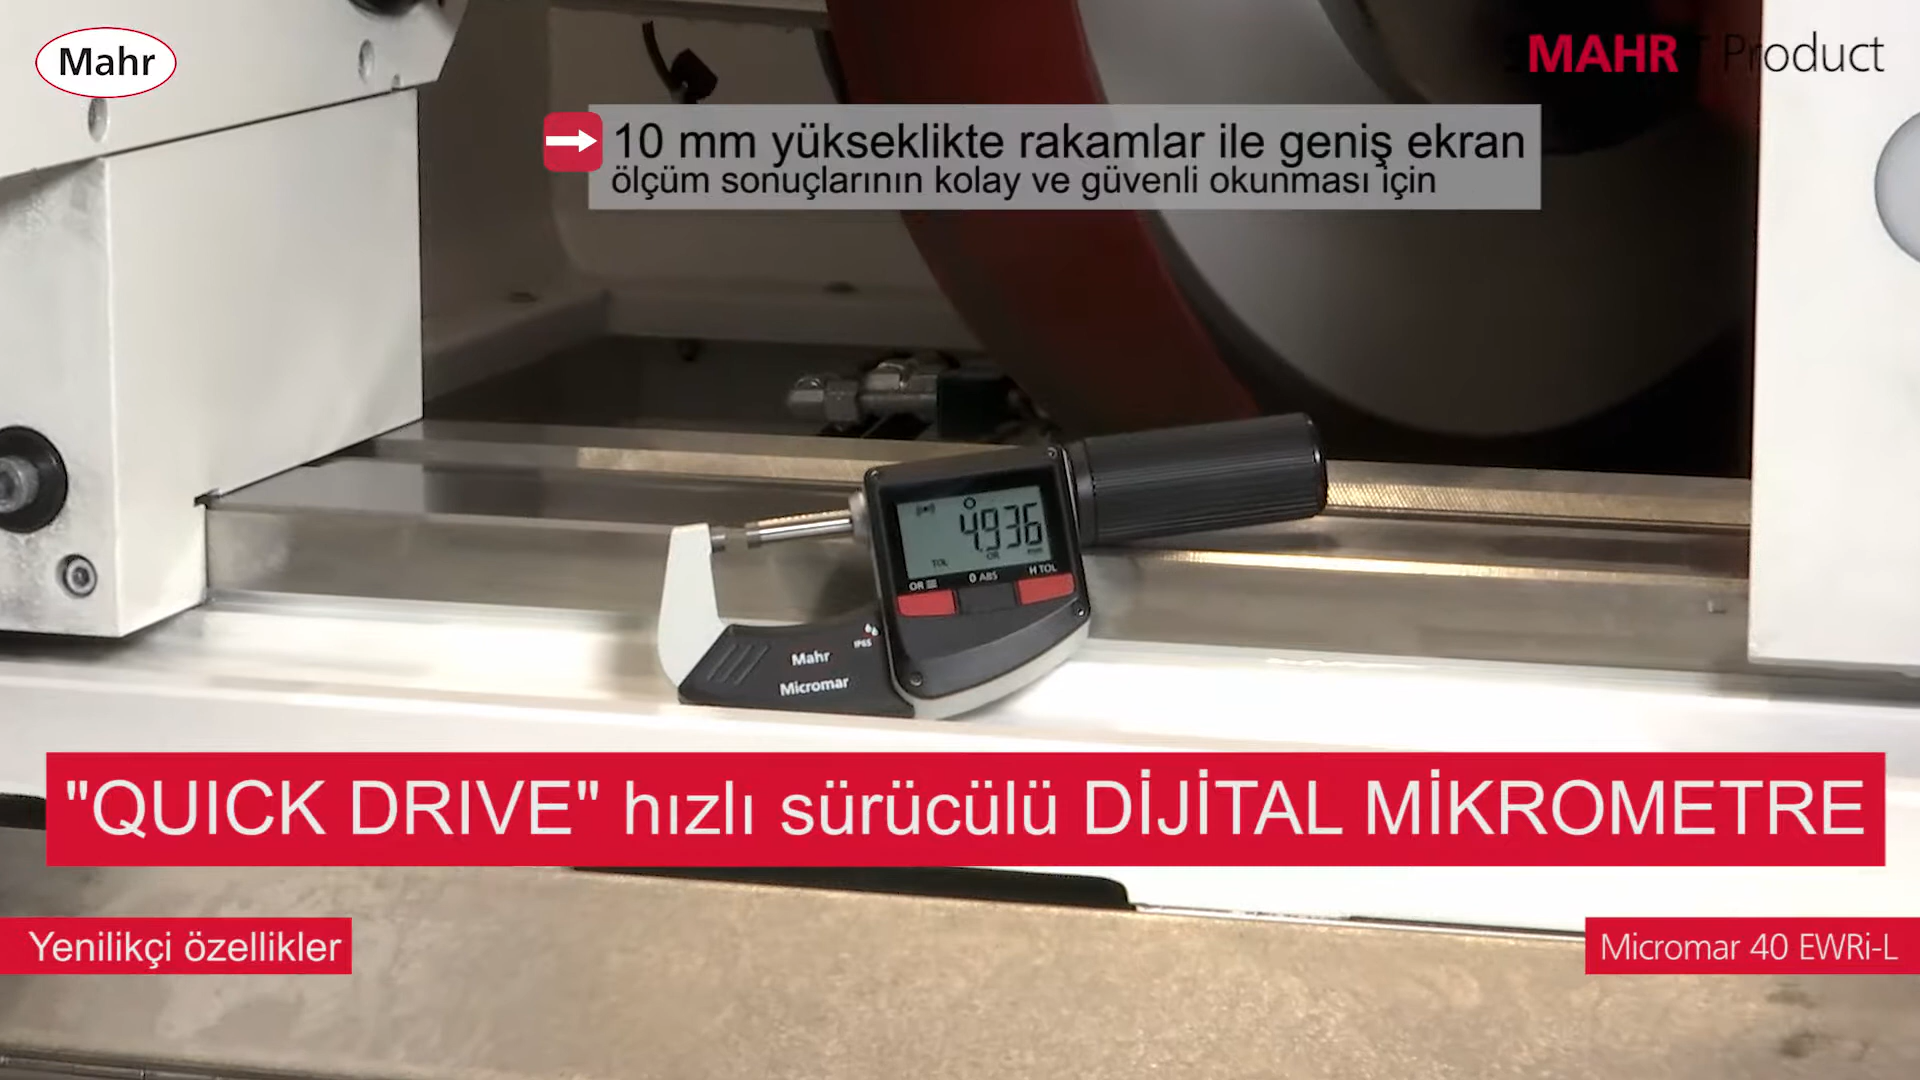 Mahr
MAHR Product
10 mm yükseklikte rakamlar ile geniş ekran
ölçüm sonuçlarının kolay ve güvenli okunması için
4.936
mm
TOL
OR
OR
0 ABS
H TOL
IP65
Mahr
Micromar
"QUICK DRIVE" hızlı sürücülü DİJİTAL MİKROMETRE
Yenilikçi özellikler
Micromar 40 EWRi-L